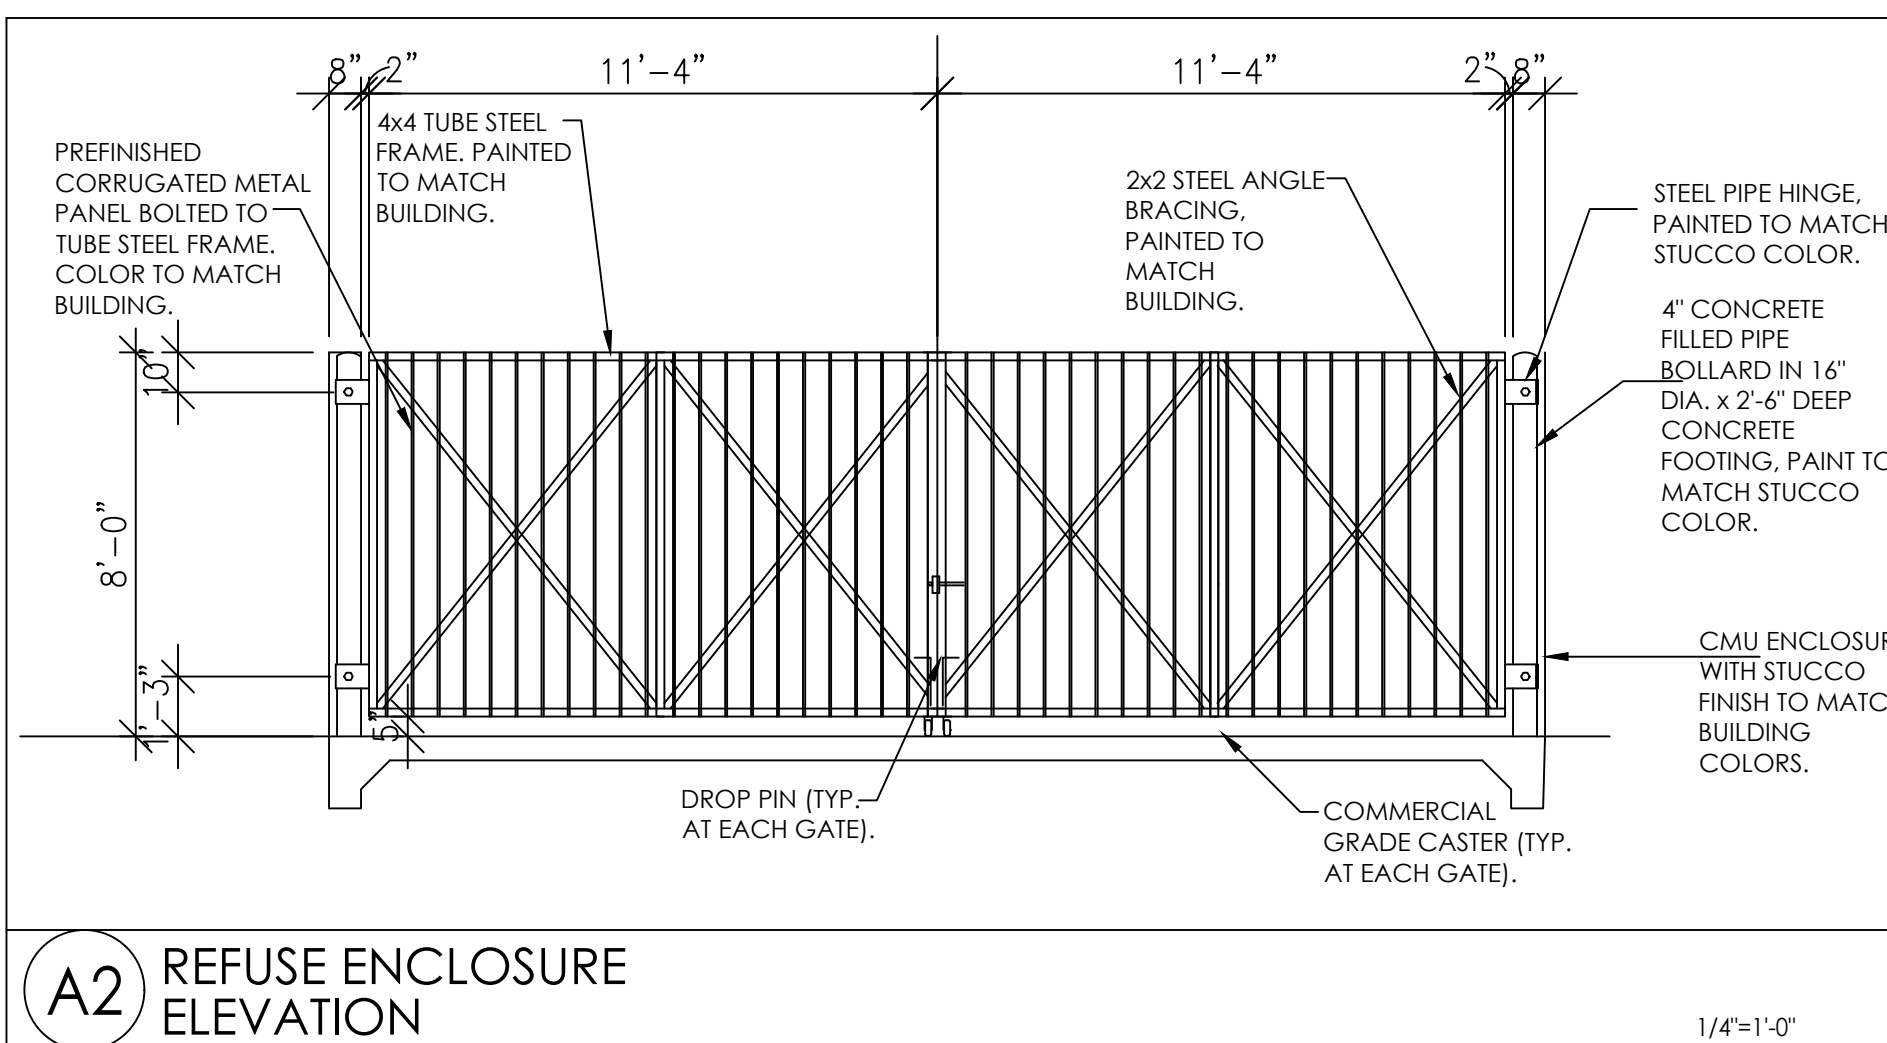 8" 2" 11'-4" 11'-4" 2" 8"
PREFINISHED
CORRUGATED METAL
PANEL BOLTED TO
TUBE STEEL FRAME.
COLOR TO MATCH
BUILDING.
4x4 TUBE STEEL
FRAME. PAINTED
TO MATCH
BUILDING.
2x2 STEEL ANGLE
BRACING,
PAINTED TO
MATCH
BUILDING.
STEEL PIPE HINGE,
PAINTED TO MATCH
STUCCO COLOR.
4" CONCRETE
FILLED PIPE
BOLLARD IN 16"
DIA. x 2'-6" DEEP
CONCRETE
FOOTING, PAINT TO
MATCH STUCCO
COLOR.
10"
8'-0"
1'-3"
5"
CMU ENCLOSUR
WITH STUCCO
FINISH TO MATC
BUILDING
COLORS.
DROP PIN (TYP.
AT EACH GATE).
COMMERCIAL
GRADE CASTER (TYP.
AT EACH GATE).
A2
REFUSE ENCLOSURE
ELEVATION
1/4"=1'-0"